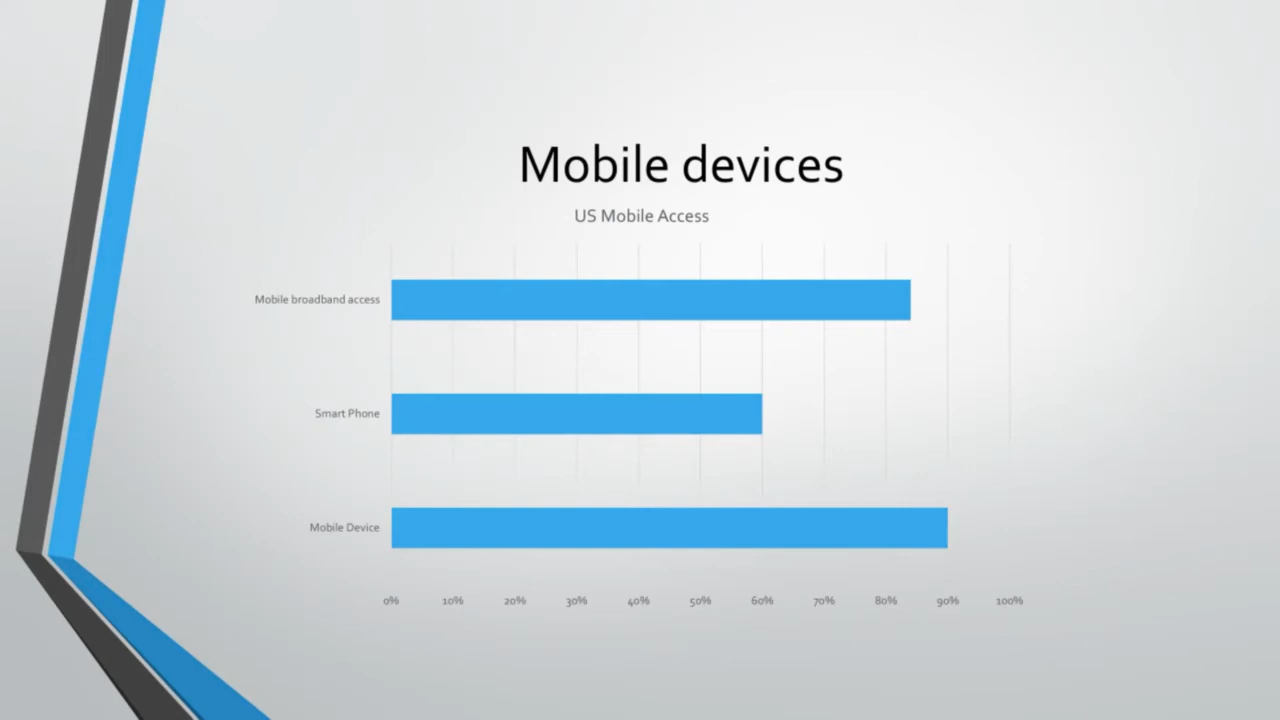 Mobile devices
US Mobile Access
Mobile broadband access
Smart Phone
Mobile Device
0% 10% 20% 30% 40% 50% 60% 70% 80% 90% 100%